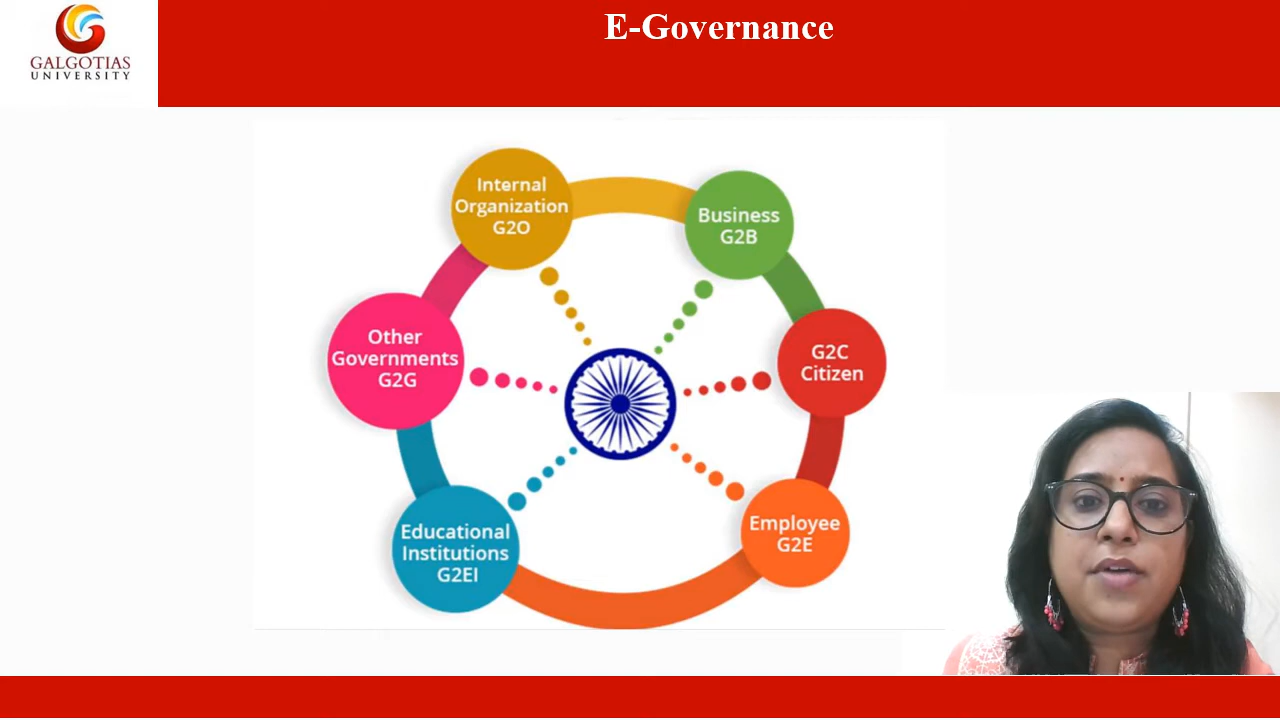 E-Governance
GALGOTIAS
UNIVERSITY
Internal
Organization
G2O
Business
G2B
Other
Governments
G2G
G2C
Citizen
Educational
Institutions
G2EI
Employee
G2E